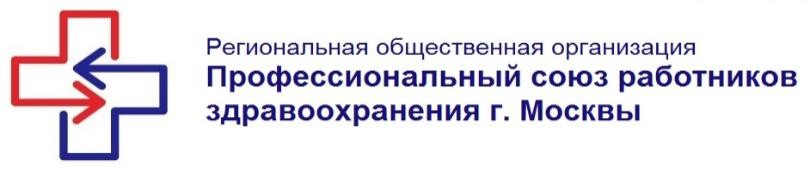 Региональная общественная организация
Профессиональный союз работников
здравоохранения г. Москвы